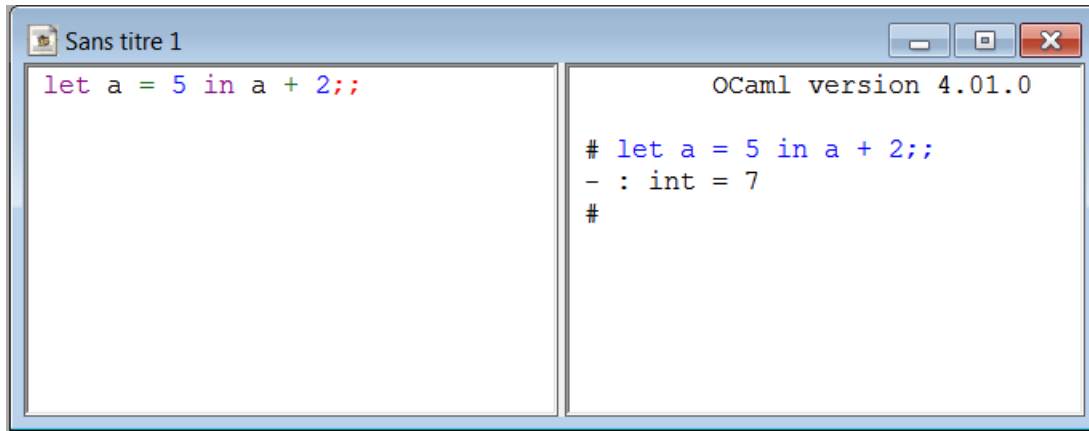 Sans titre 1
let a = 5 in a + 2;;
OCaml version 4.01.0
# let a = 5 in a + 2;;
- : int = 7
#